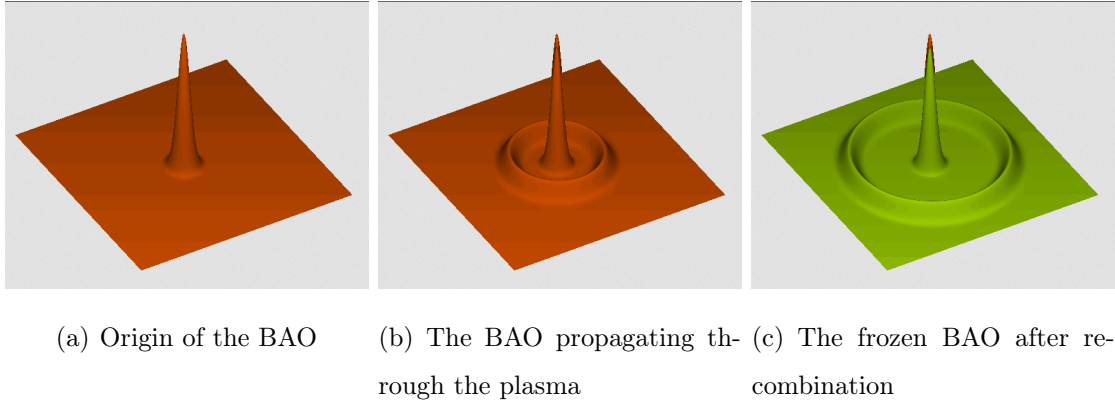 (a) Origin of the BAO
(b) The BAO propagating th-
rough the plasma
(c) The frozen BAO after re-
combination